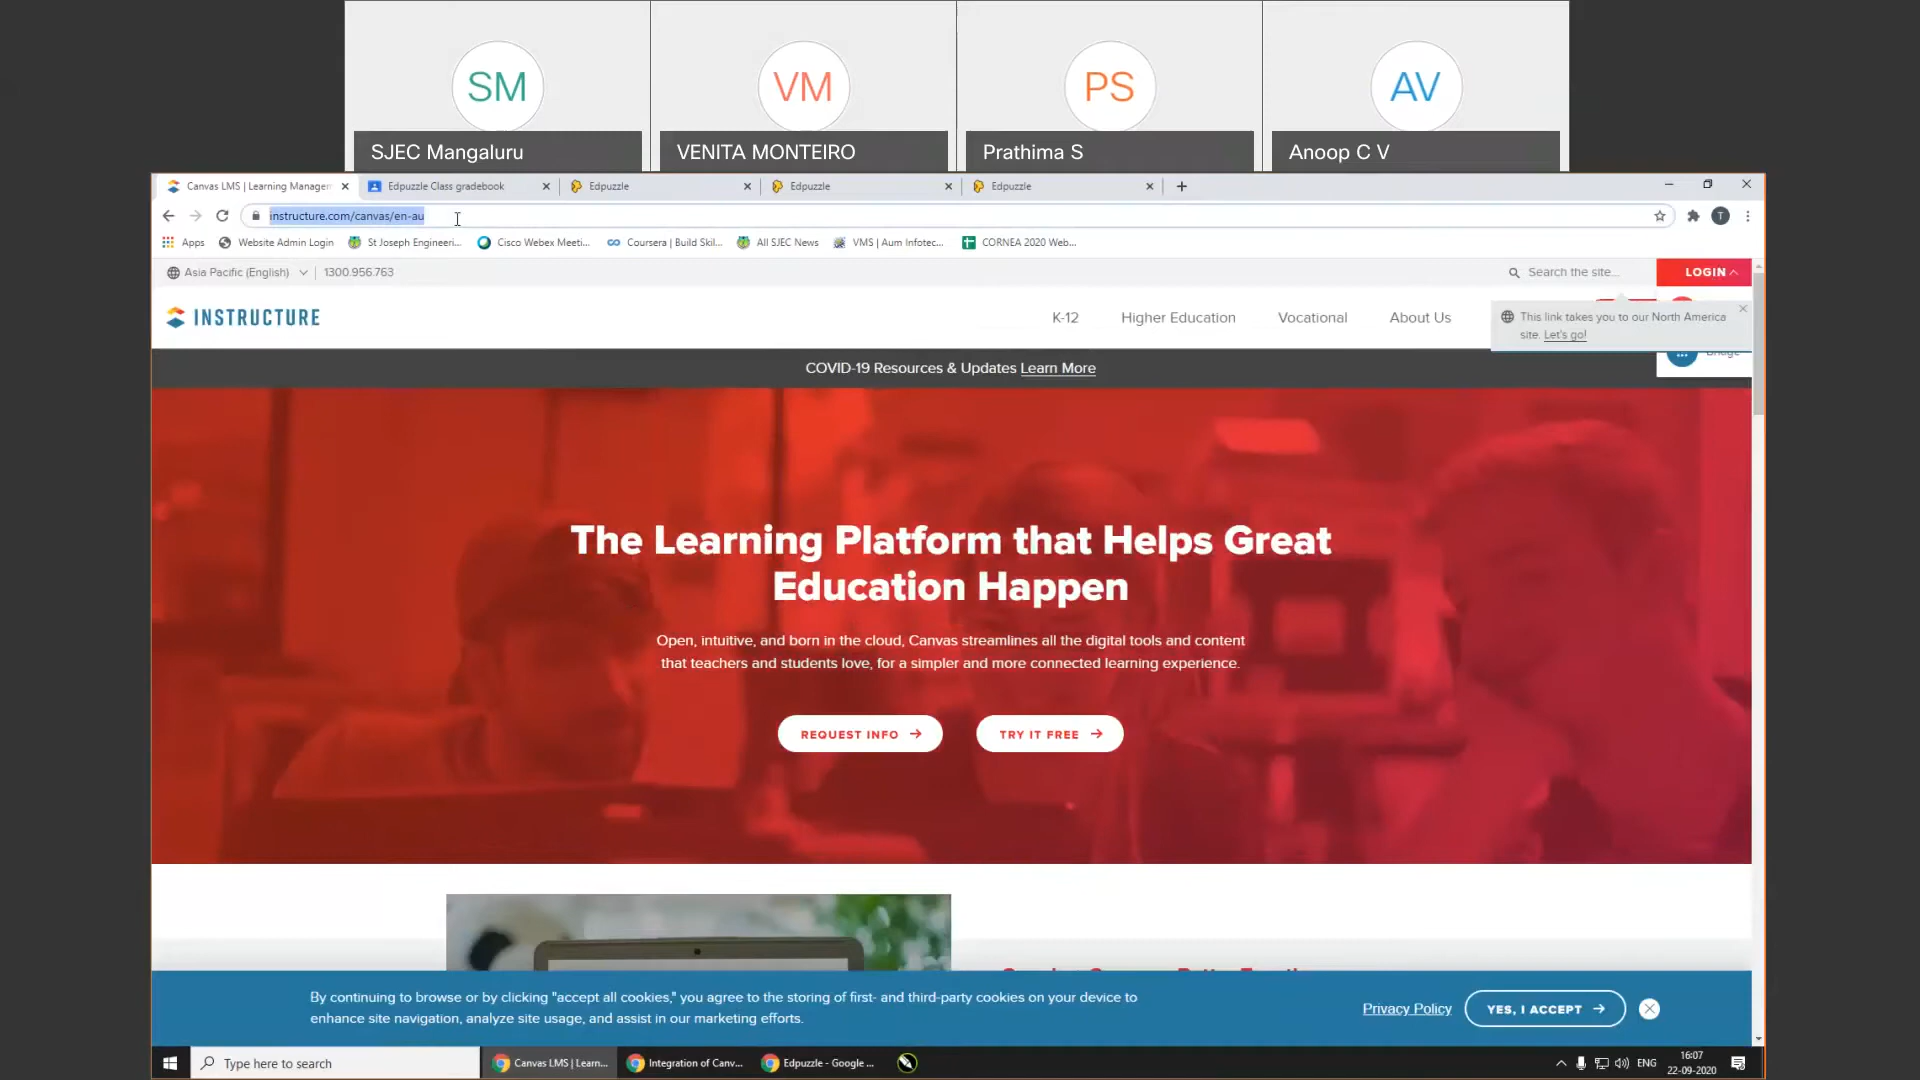 SM
VM
PS
AV
SJEC Mangaluru
VENITA MONTEIRO
Prathima S
Anoop C V
Canvas LMS | Learning Managem
Edpuzzle Class gradebook
Edpuzzle
Edpuzzle
Edpuzzle
instructure.com/canvas/en-au
T
Apps
Website Admin Login
St Joseph Engineeri...
Cisco Webex Meeti...
Coursera | Build Skil...
All SJEC News
VMS | Aum Infotec...
CORNEA 2020 Web...
Asia Pacific (English)
1300.956.763
Search the site...
LOGIN
INSTRUCTURE
K-12
Higher Education
Vocational
About Us
This link takes you to our North America
site. Let's go!
COVID-19 Resources & Updates Learn More
The Learning Platform that Helps Great
Education Happen
Open, intuitive, and born in the cloud, Canvas streamlines all the digital tools and content
that teachers and students love, for a simpler and more connected learning experience.
REQUEST INFO
TRY IT FREE
By continuing to browse or by clicking "accept all cookies," you agree to the storing of first- and third-party cookies on your device to
enhance site navigation, analyze site usage, and assist in our marketing efforts.
Privacy Policy
YES, I ACCEPT
Type here to search
Canvas LMS | Learn...
Integration of Canv...
Edpuzzle - Google ...
ENG
16:07
22-09-2020